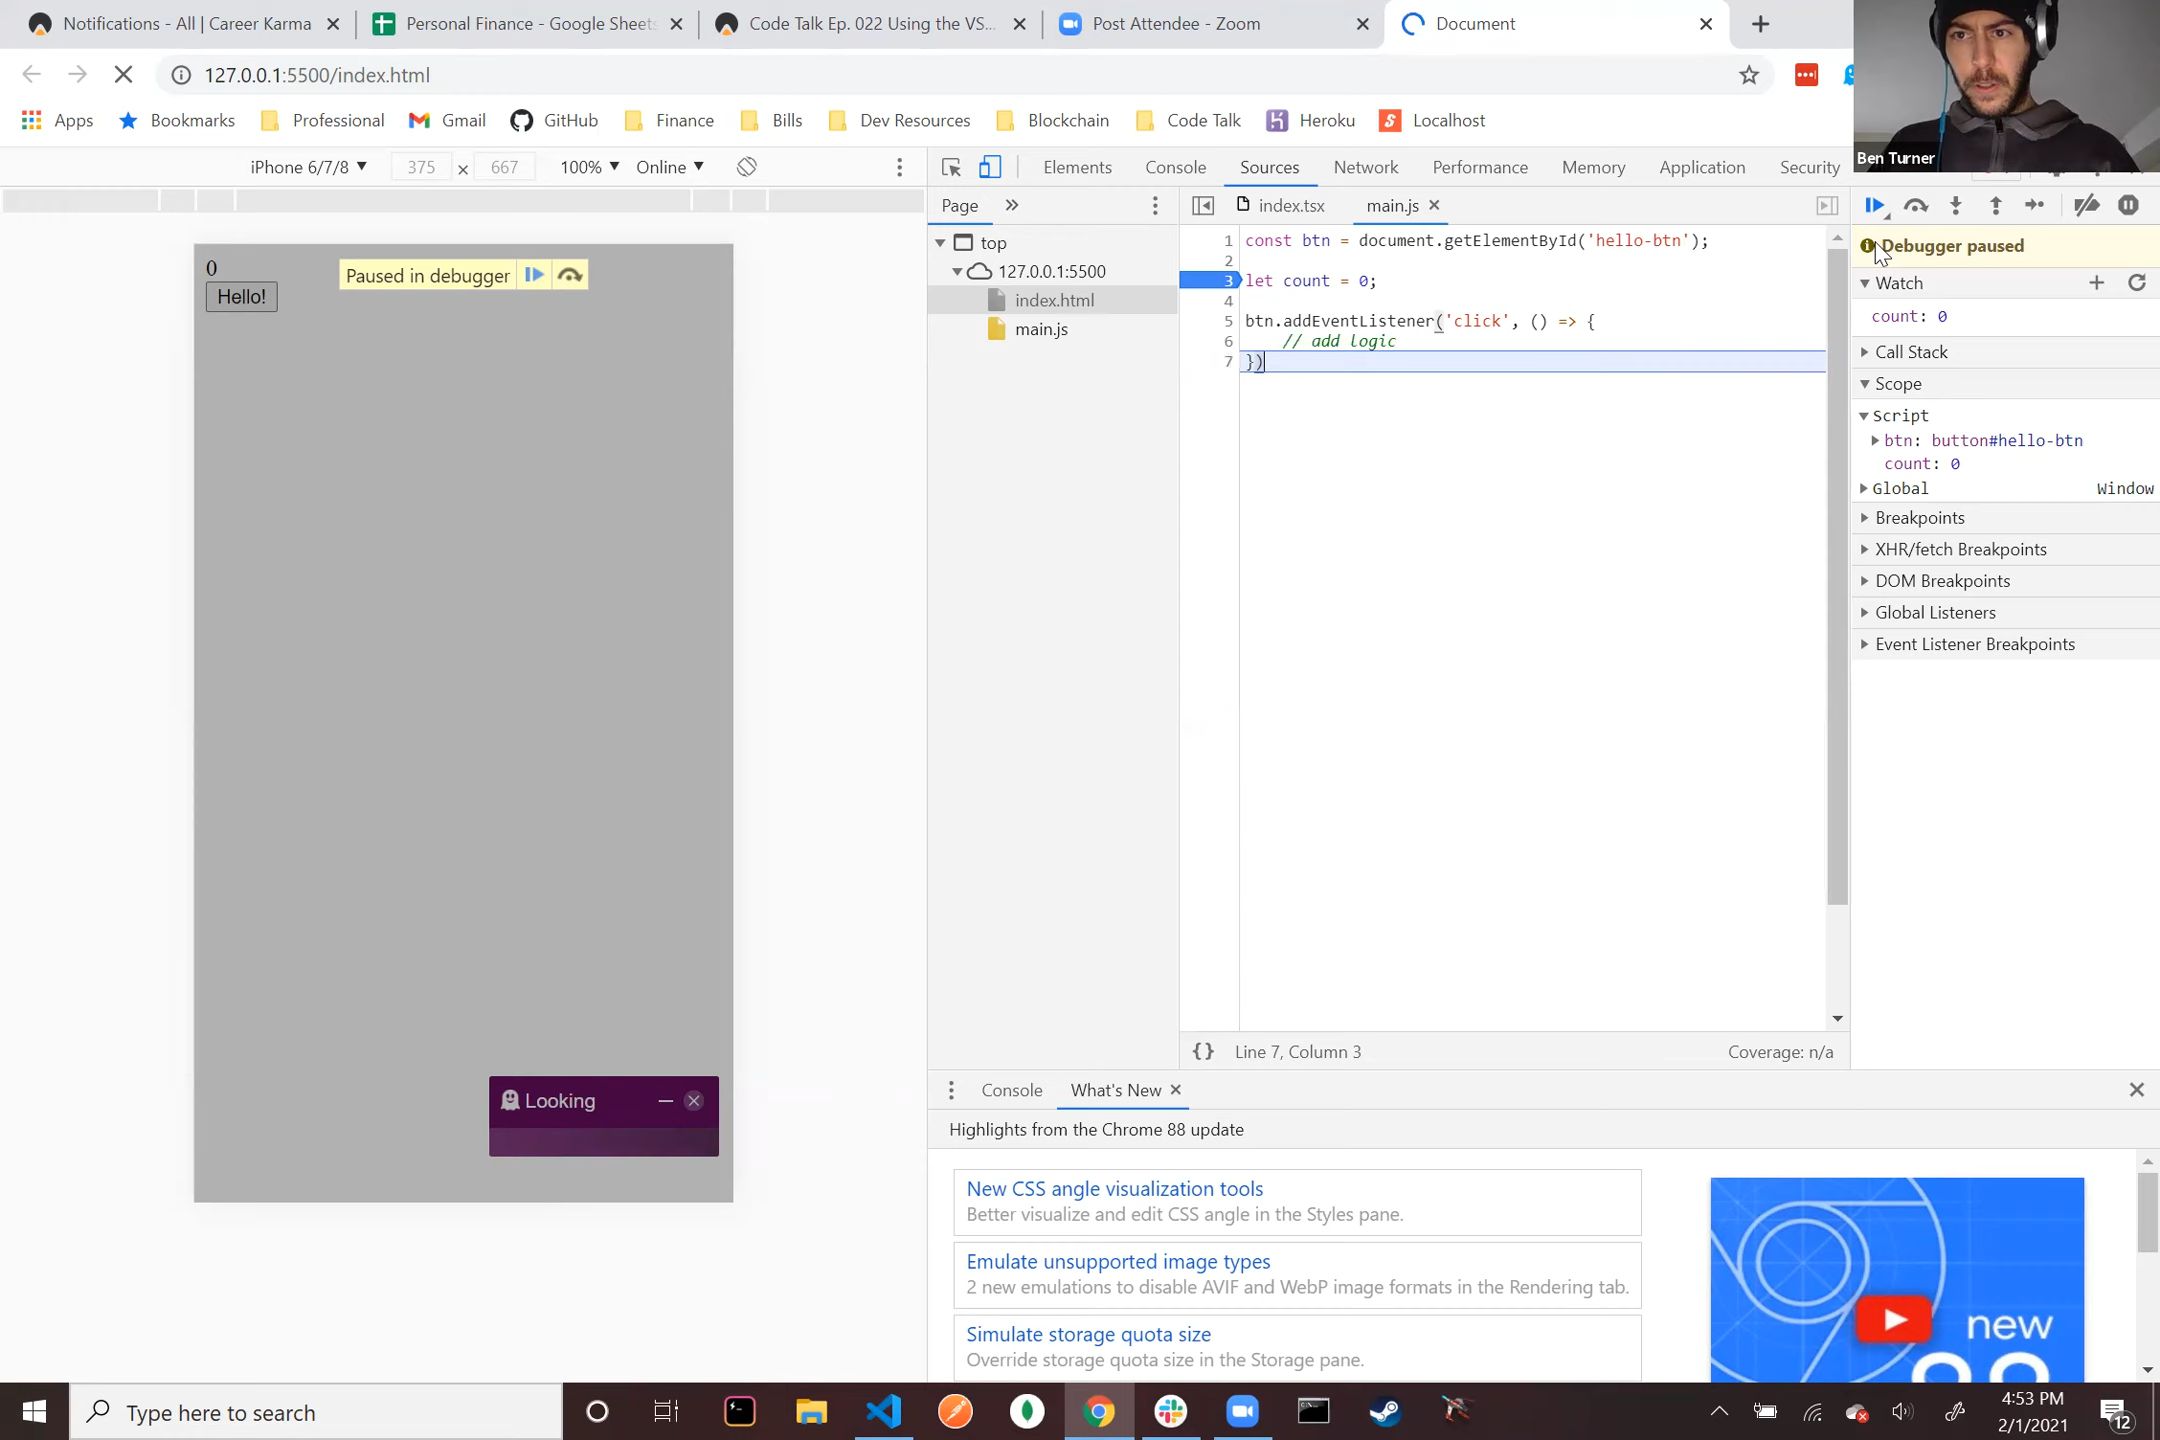 Notifications - All | Career Karma
Personal Finance - Google Sheets
Code Talk Ep. 022 Using the VS...
Post Attendee - Zoom
Document
127.0.0.1:5500/index.html
Apps Bookmarks Professional Gmail GitHub Finance Bills Dev Resources Blockchain Code Talk Heroku Localhost
Ben Turner
iPhone 6/7/8 375 x 667 100% Online
Elements Console Sources Network Performance Memory Application Security
Page
index.tsx main.js
top
127.0.0.1:5500
index.html
main.js
1 const btn = document.getElementById('hello-btn');
2
3 let count = 0;
4
5 btn.addEventListener('click', () => {
6 // add logic
7 })
0
Hello!
Paused in debugger
Looking
Debugger paused
Watch
count: 0
Call Stack
Scope
Script
btn: button#hello-btn
count: 0
Global Window
Breakpoints
XHR/fetch Breakpoints
DOM Breakpoints
Global Listeners
Event Listener Breakpoints
{} Line 7, Column 3 Coverage: n/a
Console What's New
Highlights from the Chrome 88 update
New CSS angle visualization tools
Better visualize and edit CSS angle in the Styles pane.
Emulate unsupported image types
2 new emulations to disable AVIF and WebP image formats in the Rendering tab.
Simulate storage quota size
Override storage quota size in the Storage pane.
new
Type here to search
4:53 PM
2/1/2021
12